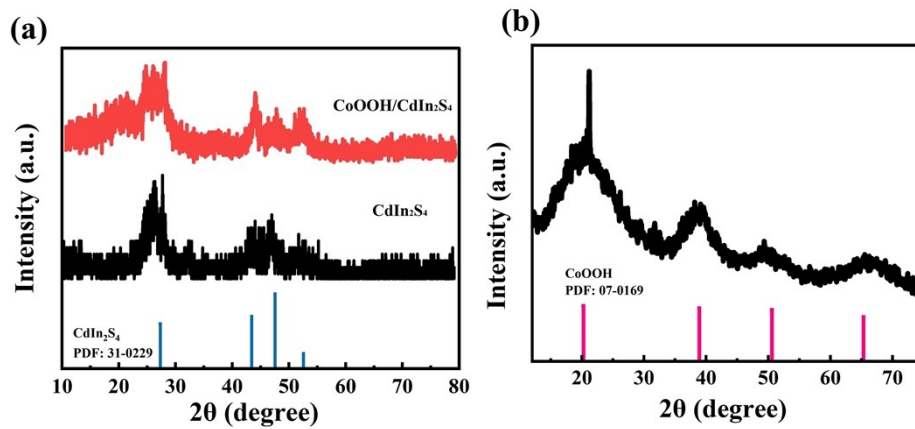 (a)
Intensity (a.u.)
CoOOH/CdIn₂S₄
CdIn₂S₄
CdIn₂S₄
PDF: 31-0229
10 20 30 40 50 60 70 80
2θ (degree)
(b)
Intensity (a.u.)
CoOOH
PDF: 07-0169
20 30 40 50 60 70
2θ (degree)